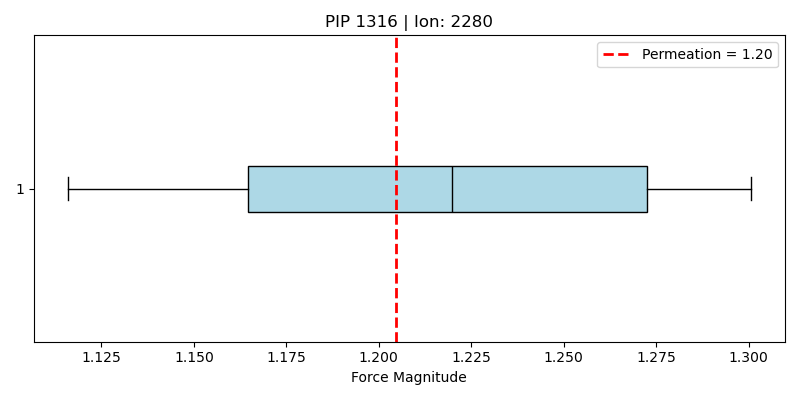 PIP 1316 | Ion: 2280
Permeation = 1.20
1
1.125 1.150 1.175 1.200 1.225 1.250 1.275 1.300
Force Magnitude